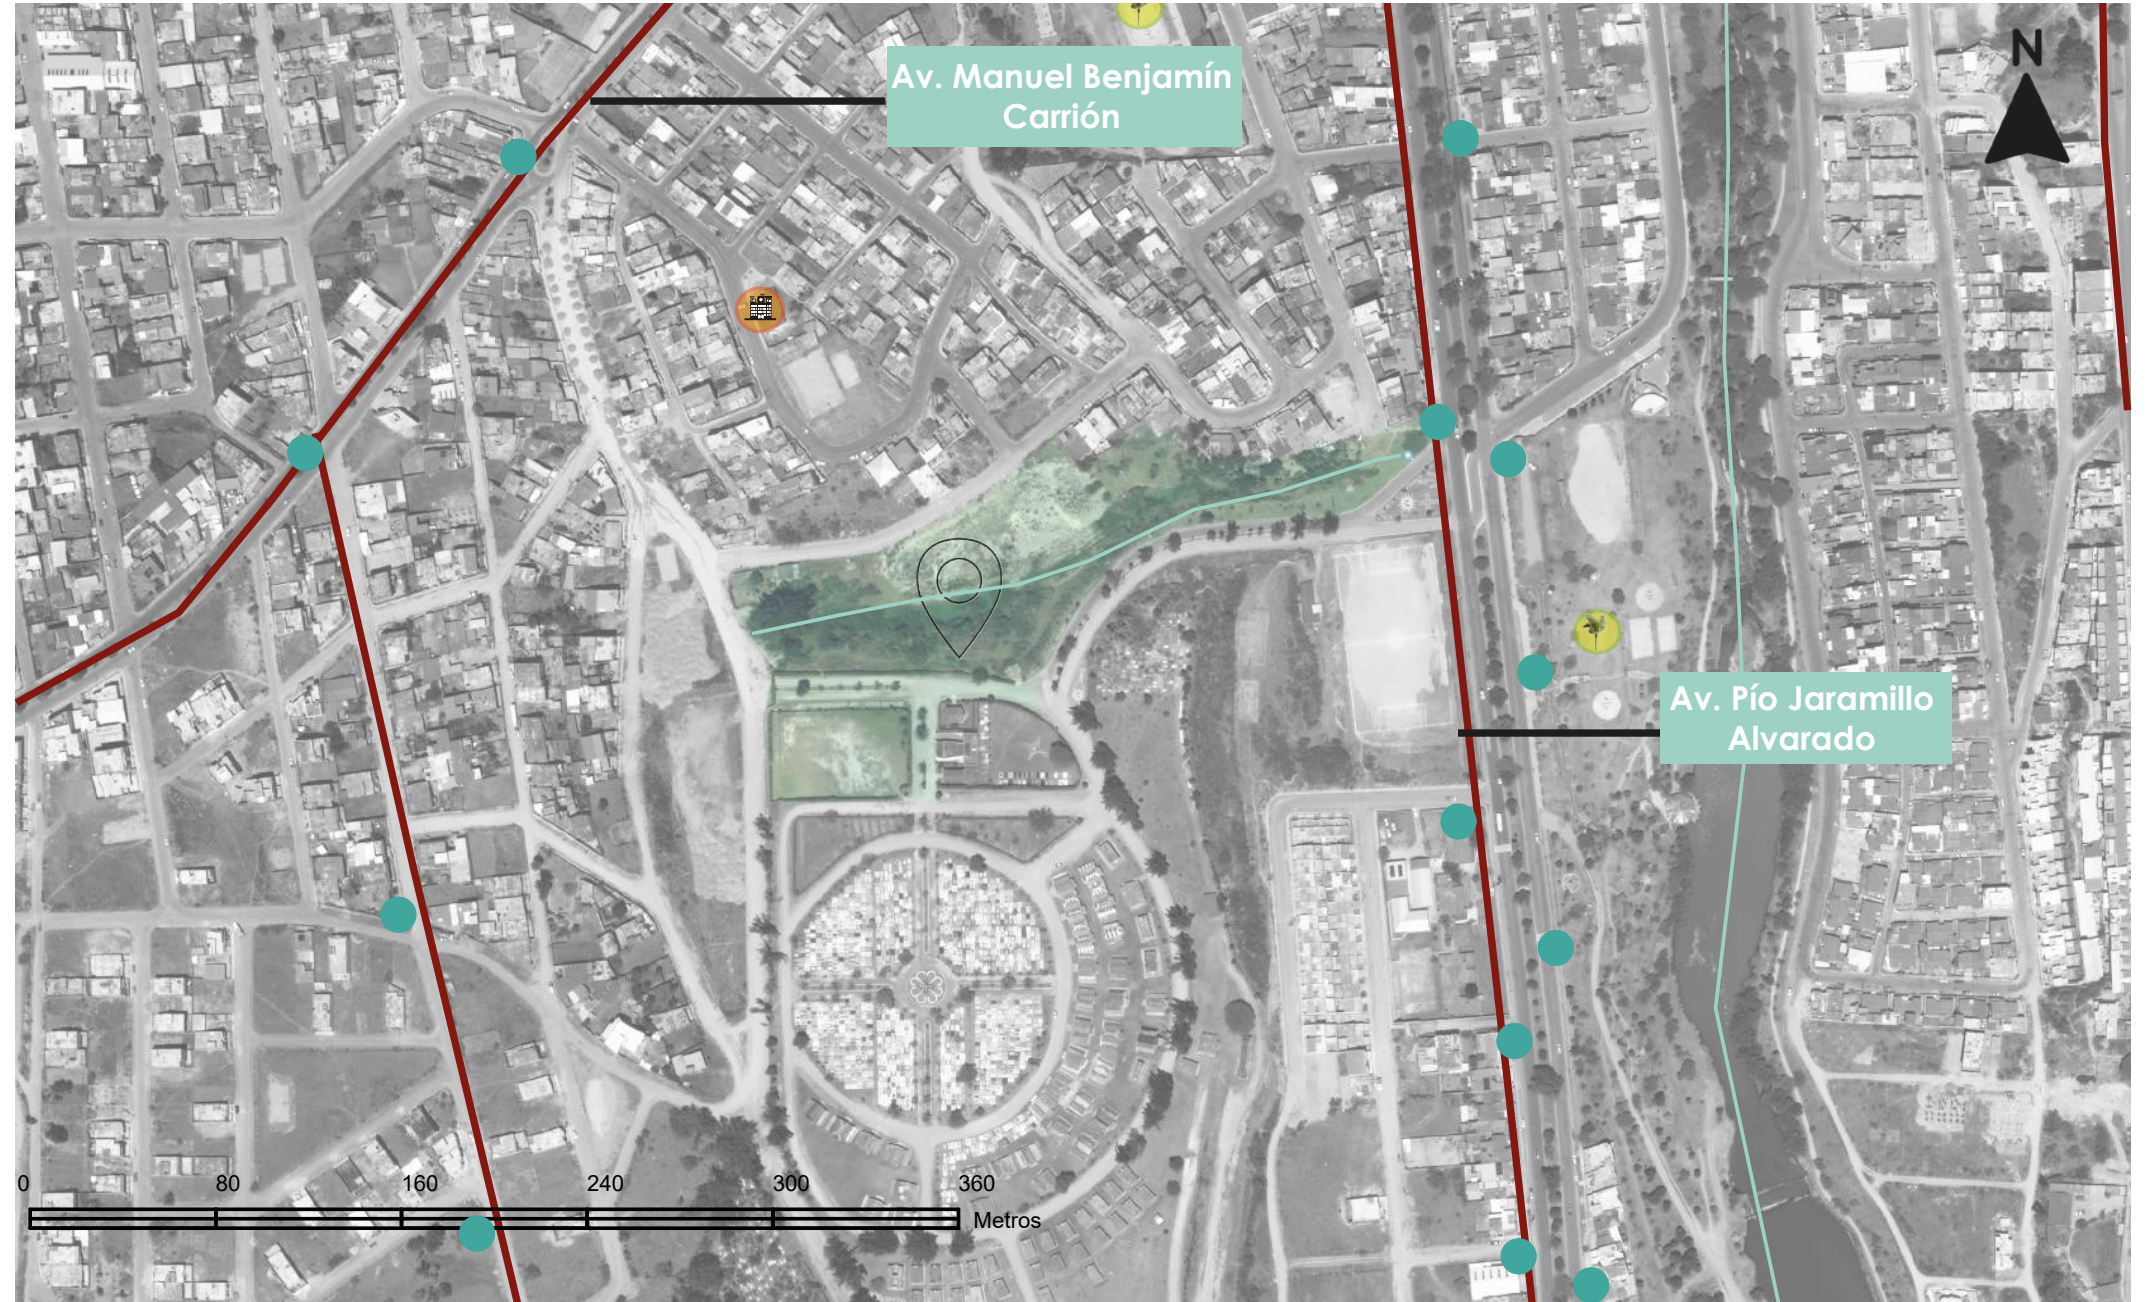 N
Av. Manuel Benjamín
Carrión
Av. Pío Jaramillo
Alvarado
0 80 160 240 300 360
Metros